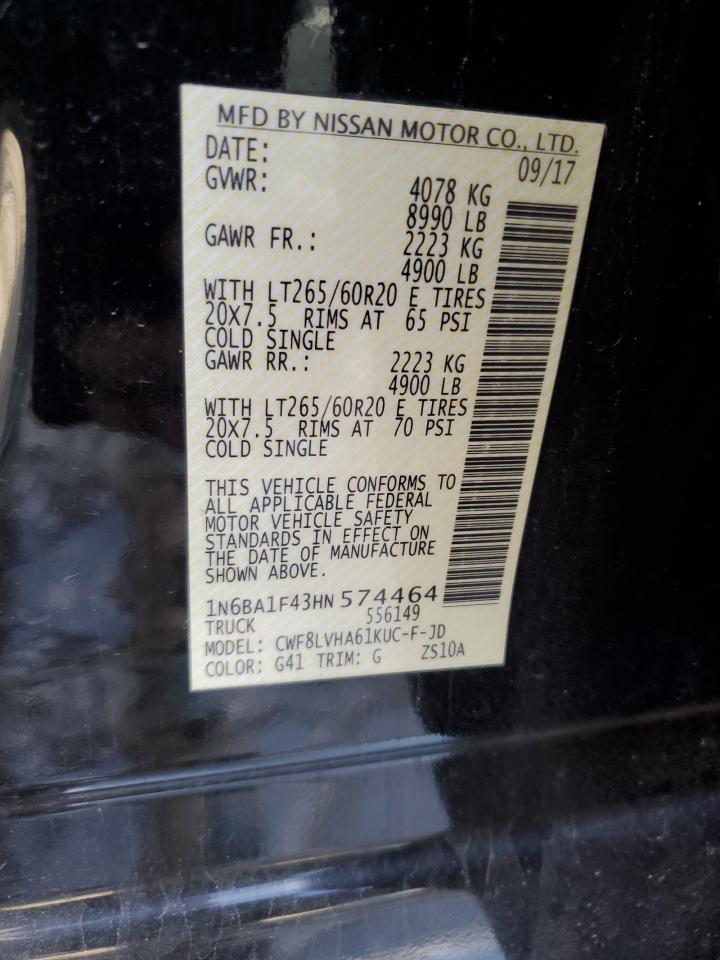 MFD BY NISSAN MOTOR CO., LTD.
DATE: 09/17
GVWR: 4078 KG
8990 LB
GAWR FR.: 2223 KG
4900 LB
WITH LT265/60R20 E TIRES
20X7.5 RIMS AT 65 PSI
COLD SINGLE
GAWR RR.: 2223 KG
4900 LB
WITH LT265/60R20 E TIRES
20X7.5 RIMS AT 70 PSI
COLD SINGLE
THIS VEHICLE CONFORMS TO
ALL APPLICABLE FEDERAL
MOTOR VEHICLE SAFETY
STANDARDS IN EFFECT ON
THE DATE OF MANUFACTURE
SHOWN ABOVE.
1N6BA1F43HN 574464
TRUCK 556149
MODEL: CWF8LVHA61KUC-F-JD
COLOR: G41 TRIM: G ZS10A